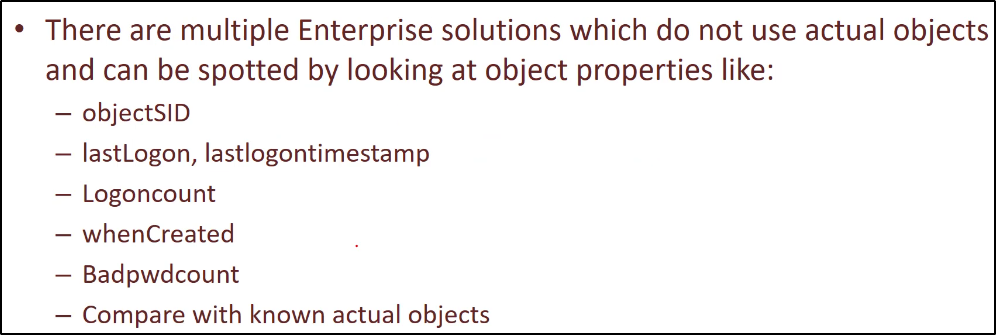 • There are multiple Enterprise solutions which do not use actual objects
and can be spotted by looking at object properties like:
– objectSID
– lastLogon, lastlogontimestamp
– Logoncount
– whenCreated
– Badpwdcount
– Compare with known actual objects